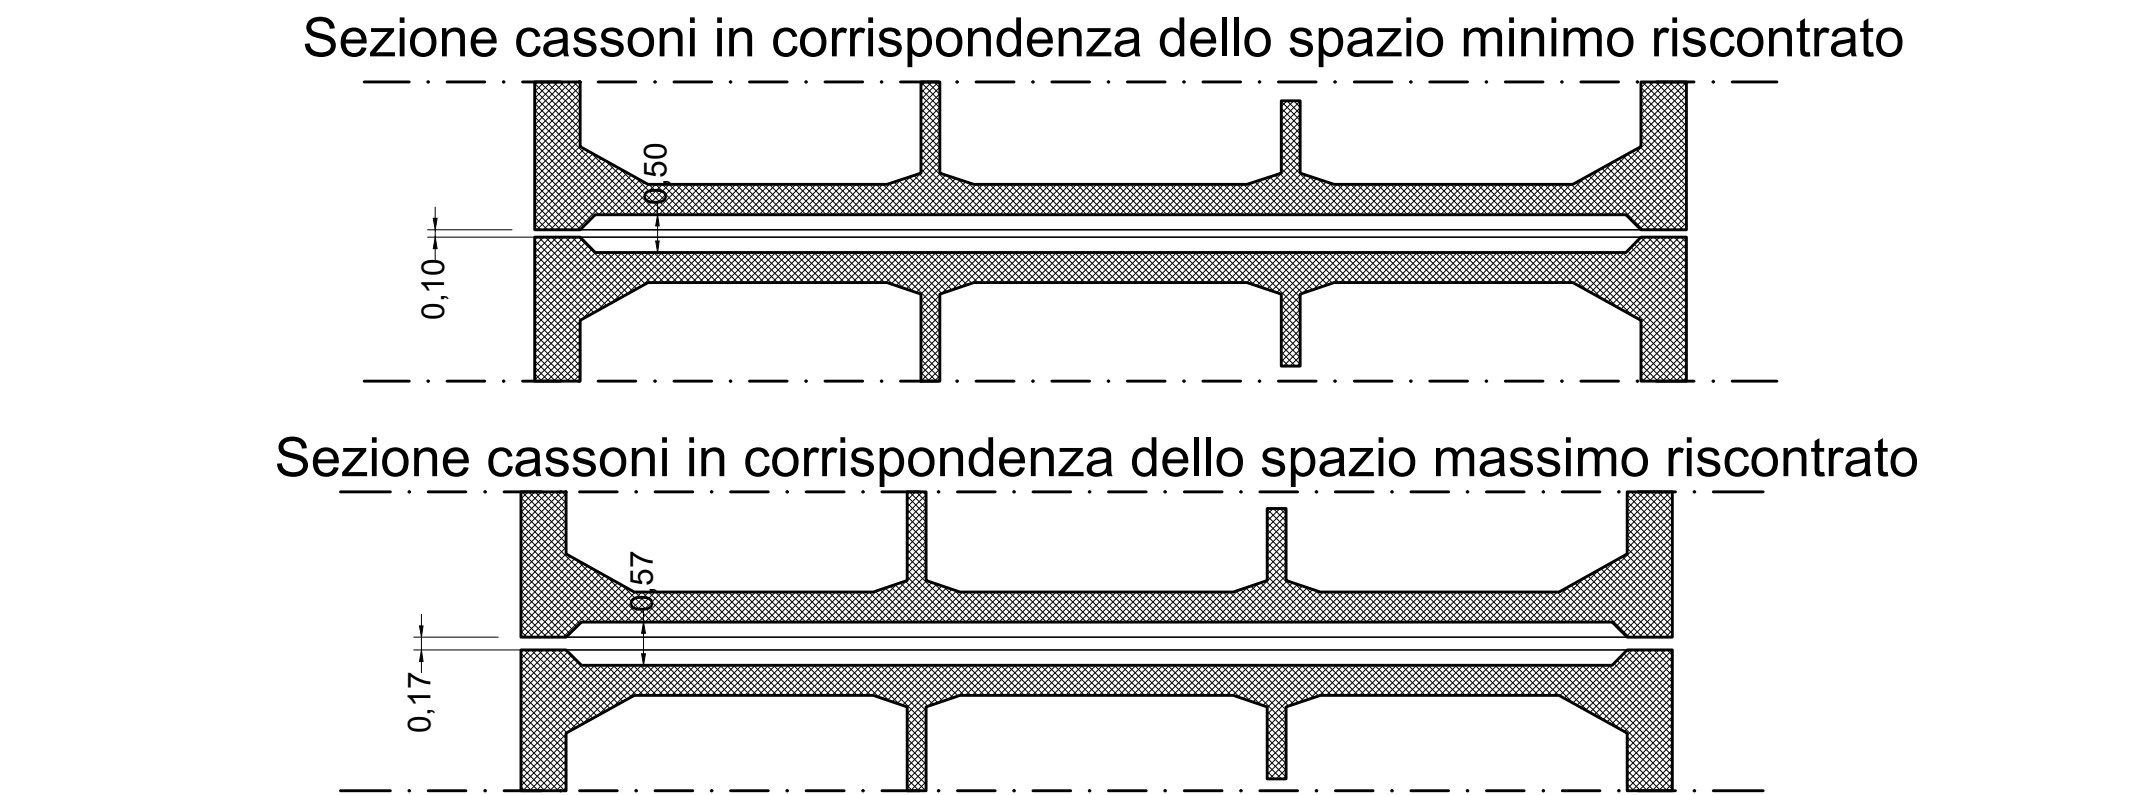 Sezione cassoni in corrispondenza dello spazio minimo riscontrato
0,50
0,10
Sezione cassoni in corrispondenza dello spazio massimo riscontrato
0,57
0,17